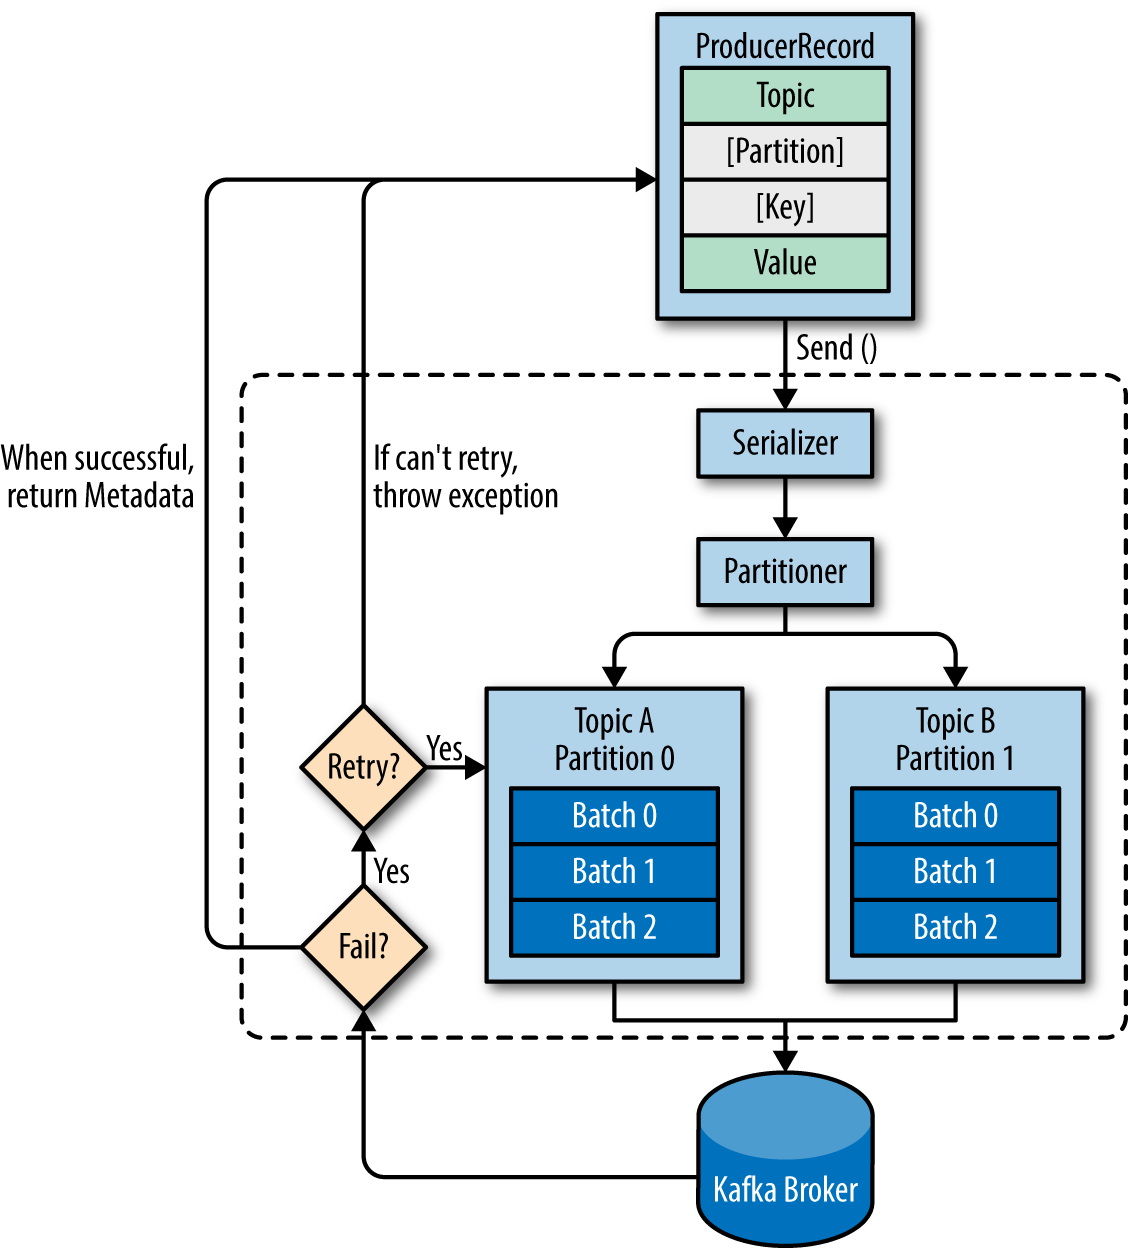 ProducerRecord
Topic
[Partition]
[Key]
Value
Send ()
Serializer
When successful,
return Metadata
If can't retry,
throw exception
Partitioner
Topic A
Partition 0
Batch 0
Batch 1
Batch 2
Topic B
Partition 1
Batch 0
Batch 1
Batch 2
Retry?
Yes
Yes
Fail?
Kafka Broker